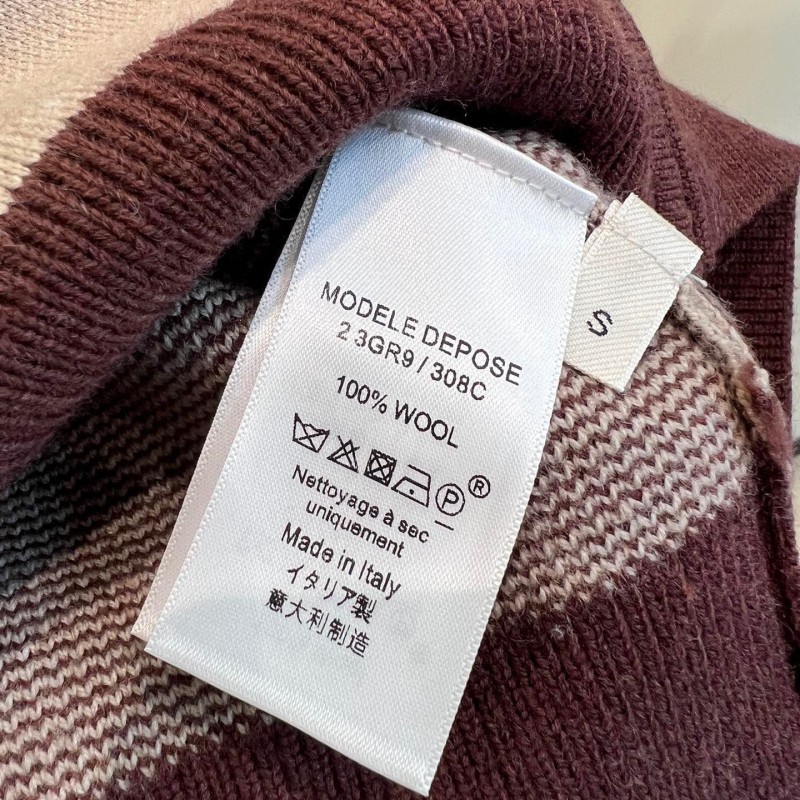 MODELE DEPOSE
2 3GR9 / 308C
100% WOOL
P ®
Nettoyage à sec
uniquement
Made in Italy
イタリア製
意大利制造
S